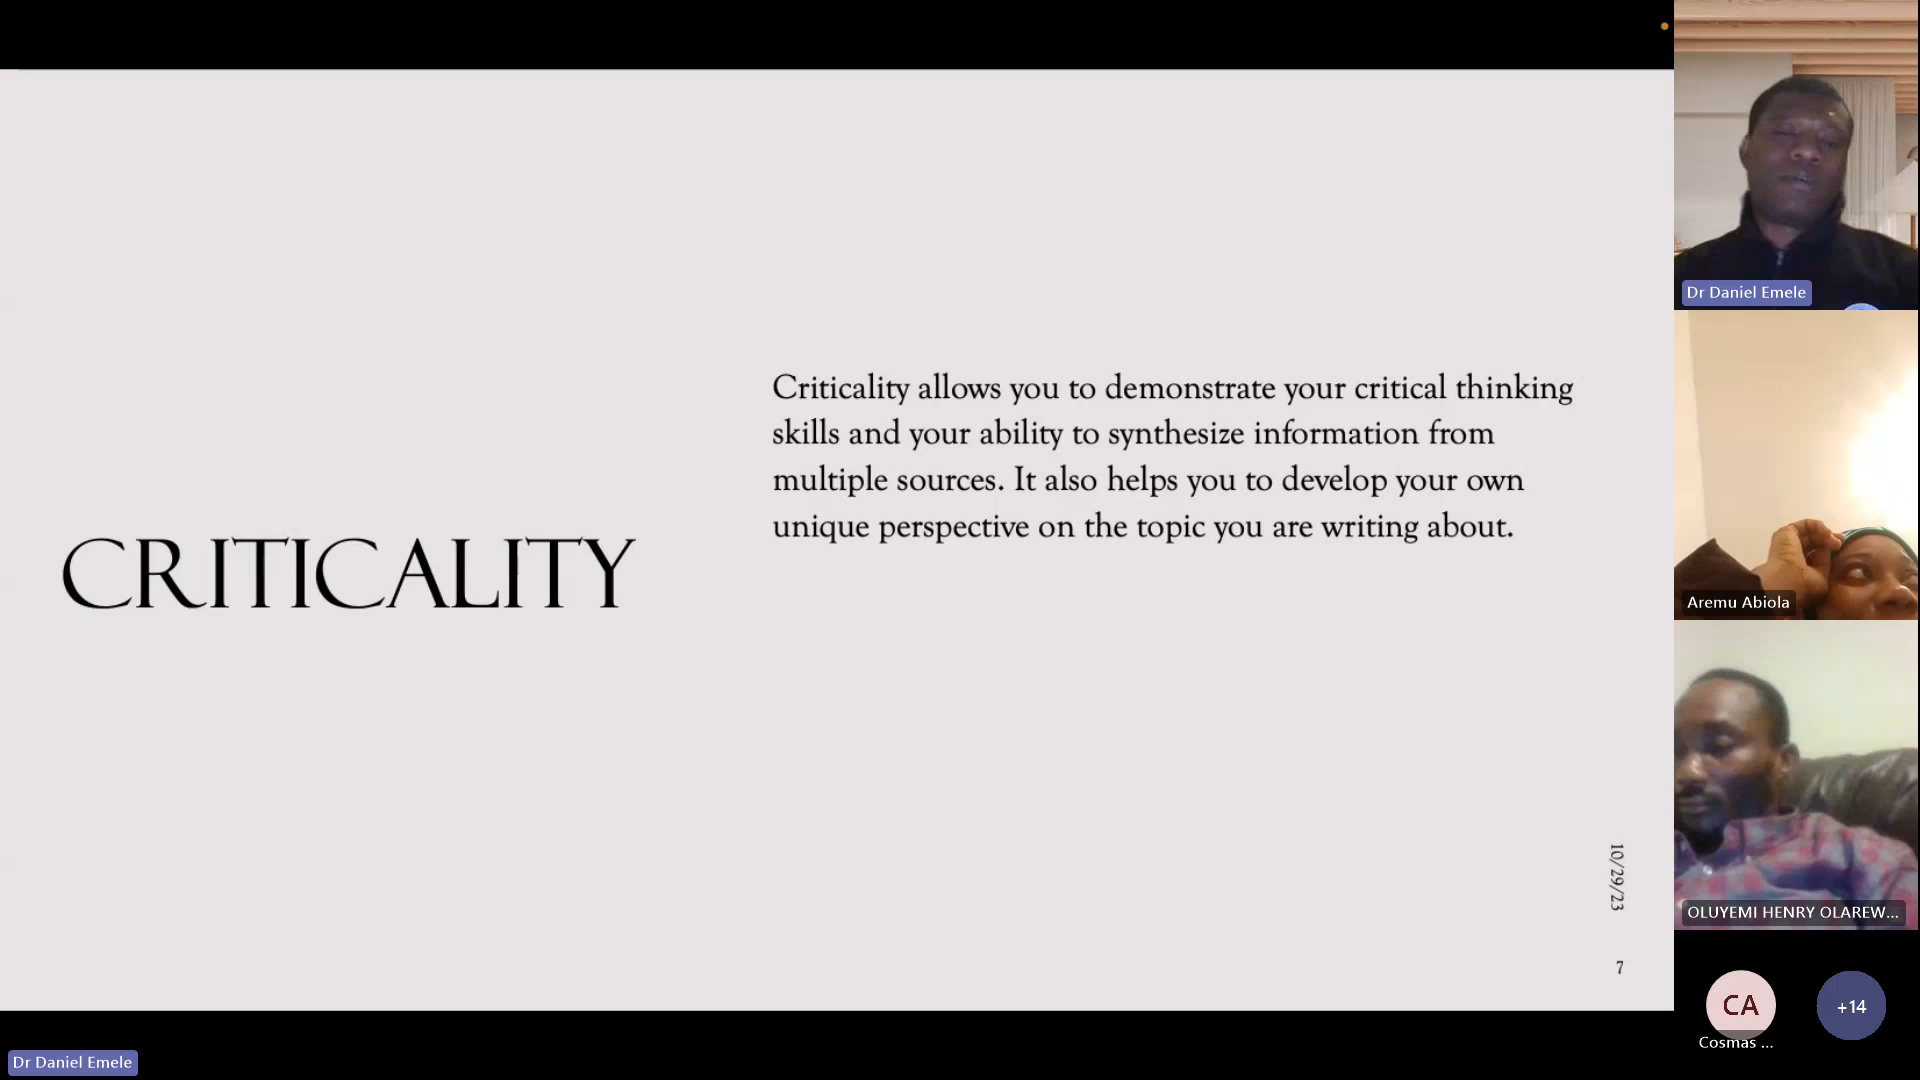 CRITICALITY
Criticality allows you to demonstrate your critical thinking
skills and your ability to synthesize information from
multiple sources. It also helps you to develop your own
unique perspective on the topic you are writing about.
10/29/23
7
Dr Daniel Emele
Dr Daniel Emele
Aremu Abiola
OLUYEMI HENRY OLAREW...
CA
Cosmas ...
+14